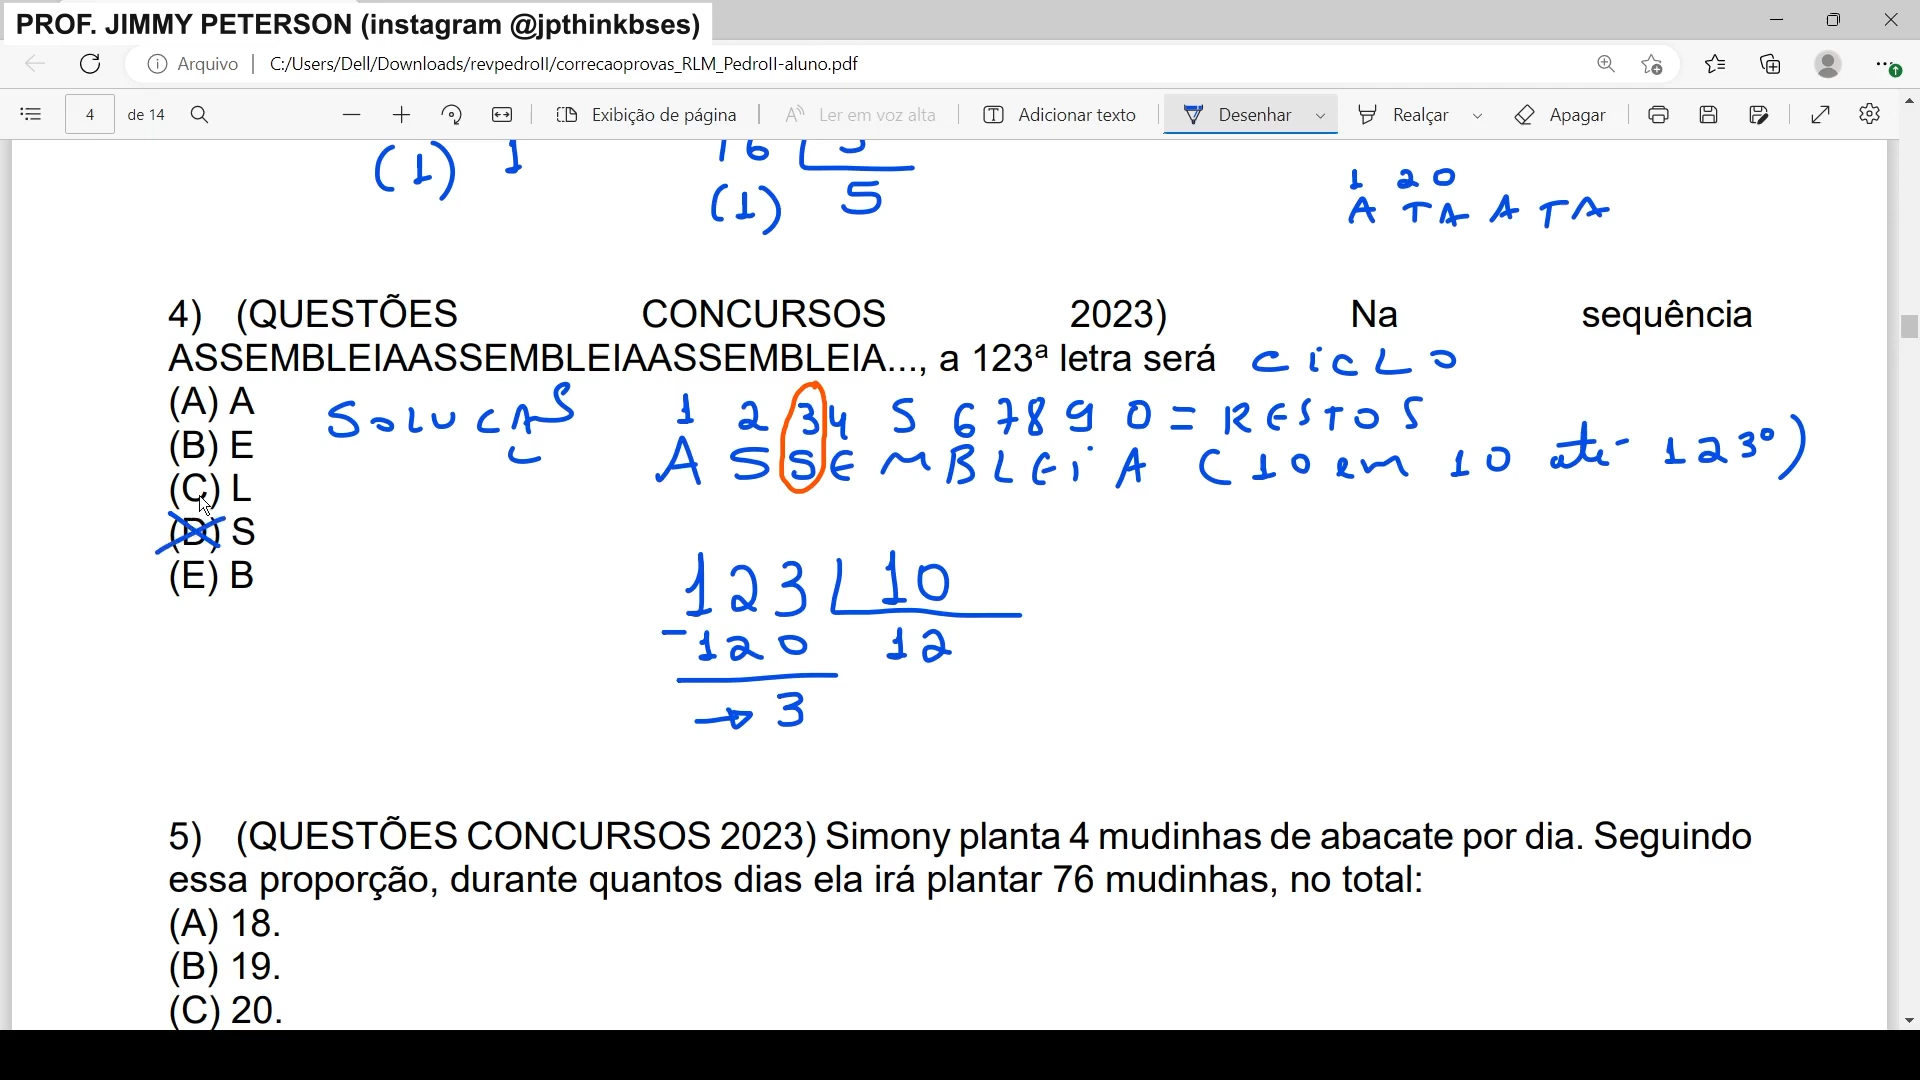 PROF. JIMMY PETERSON (instagram @jpthinkbses)
Arquivo | C:/Users/Dell/Downloads/revpedroII/correcaoprovas_RLM_PedroII-aluno.pdf
4 de 14 Exibição de página Ler em voz alta Adicionar texto Desenhar Realçar Apagar
(1) 1 16 5
(1) 5
1 2 0
A T A A T A
4) (QUESTÕES CONCURSOS 2023) Na sequência
ASSEMBLEIAASSEMBLEIAASSEMBLEIA..., a 123ª letra será CICLO
(A) A
(B) E
(C) L
(D) S
(E) B
SOLUÇAS
1 2 3 4 5 6 7 8 9 0 = RESTOS
A S S E M B L E i A (10 em 10 até 123º)
123 10
-120 12
3
5) (QUESTÕES CONCURSOS 2023) Simony planta 4 mudinhas de abacate por dia. Seguindo
essa proporção, durante quantos dias ela irá plantar 76 mudinhas, no total:
(A) 18.
(B) 19.
(C) 20.